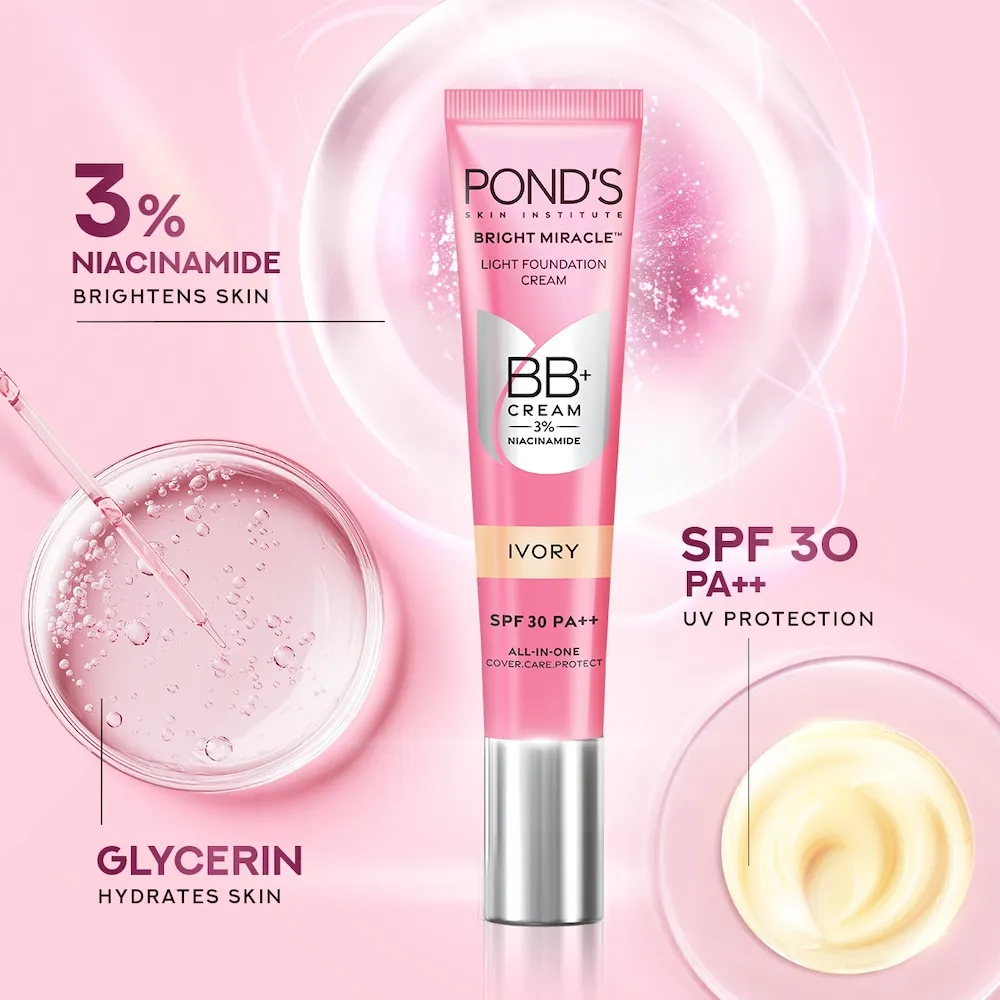 3%
NIACINAMIDE
BRIGHTENS SKIN
POND'S
SKIN INSTITUTE
BRIGHT MIRACLE™
LIGHT FOUNDATION
CREAM
BB+
CREAM
3%
NIACINAMIDE
IVORY
SPF 30 PA++
ALL-IN-ONE
COVER.CARE.PROTECT
SPF 30
PA++
UV PROTECTION
GLYCERIN
HYDRATES SKIN